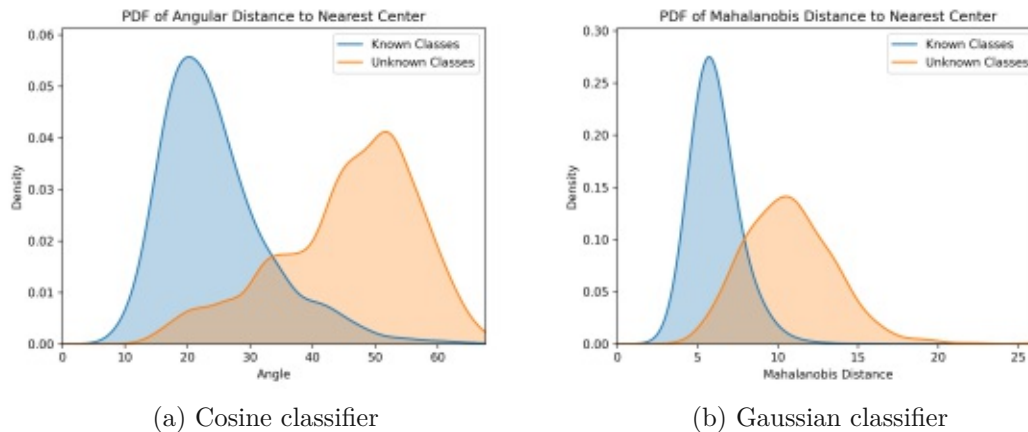 PDF of Angular Distance to Nearest Center
0.06
0.05
0.04
0.03
0.02
0.01
0.00
Density
Known Classes
Unknown Classes
0 10 20 30 40 50 60
Angle
(a) Cosine classifier
PDF of Mahalanobis Distance to Nearest Center
0.30
0.25
0.20
0.15
0.10
0.05
0.00
Density
Known Classes
Unknown Classes
0 5 10 15 20 25
Mahalanobis Distance
(b) Gaussian classifier